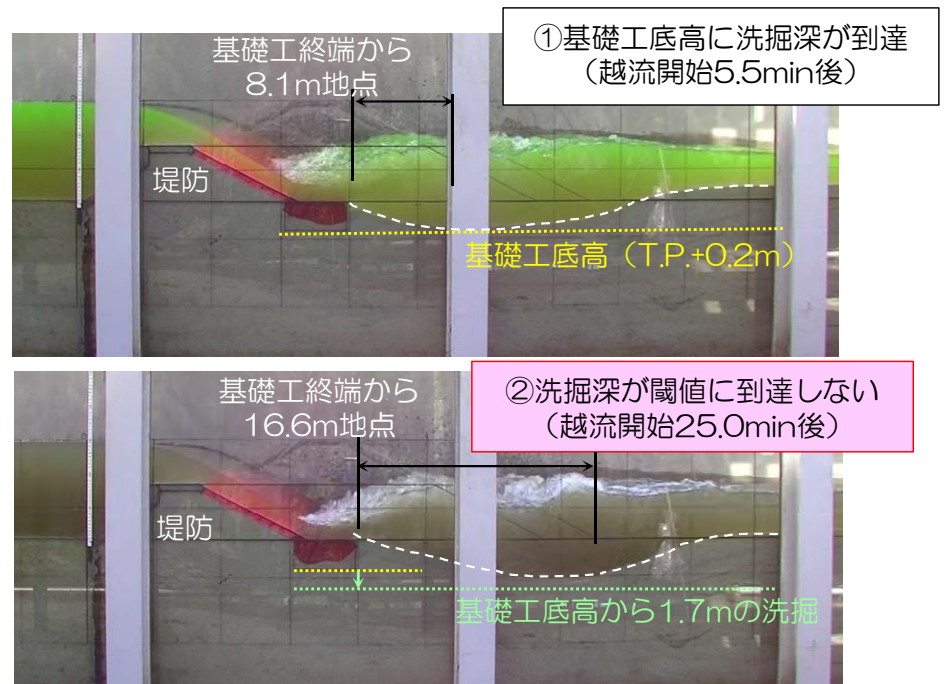 ①基礎工底高に洗掘深が到達
（越流開始5.5min後）
基礎工終端から
8.1m地点
堤防
基礎工底高（T.P.+0.2m）
②洗掘深が閾値に到達しない
（越流開始25.0min後）
基礎工終端から
16.6m地点
堤防
基礎工底高から1.7mの洗掘